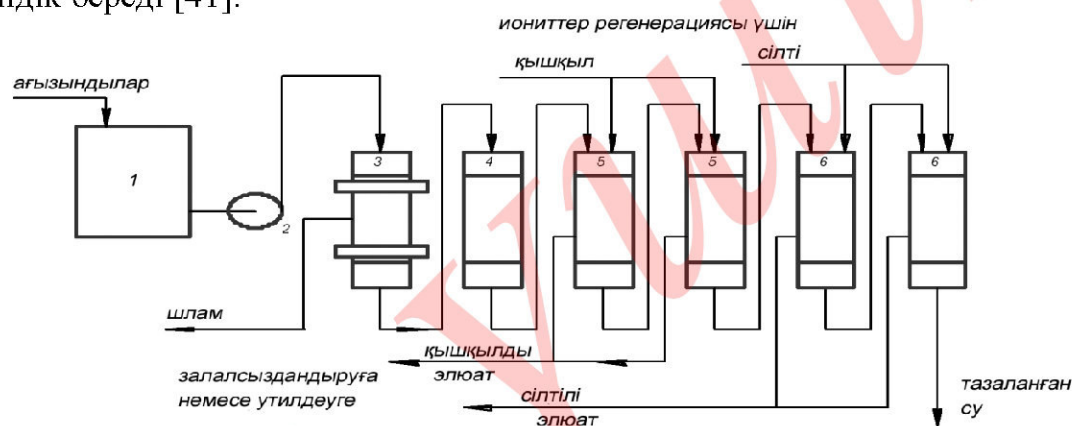 ндік береді [41].
иониттер регенерациясы үшін
қышқыл
сілті
ағызындылар
1
2
3
4
5
5
6
6
шлам
қышқылды
элюат
залалсыздандыруға
немесе утилдеуге
сілтілі
элюат
тазаланған
су